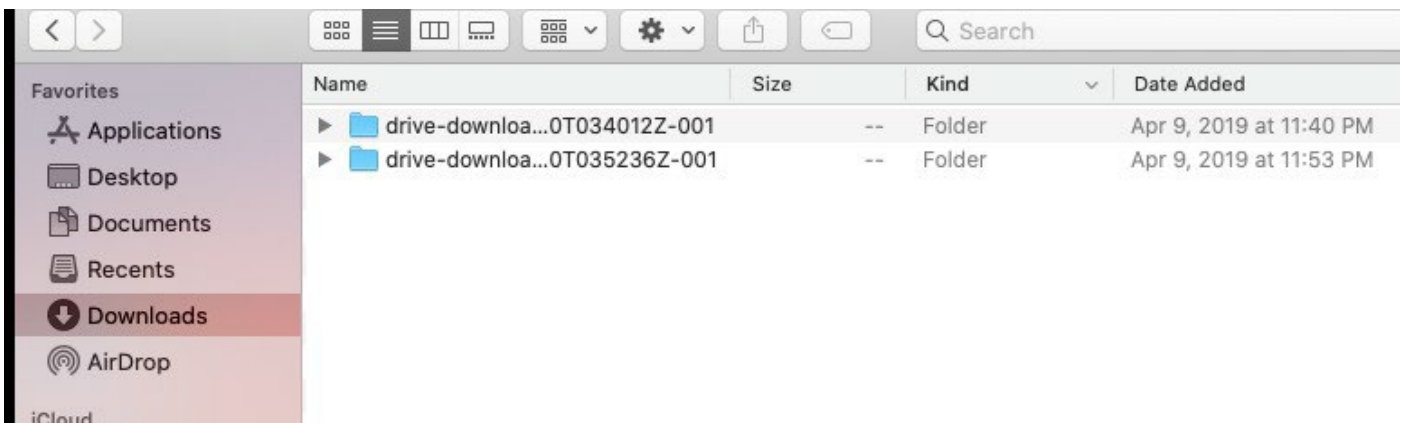 Search
Favorites
Applications
Desktop
Documents
Recents
Downloads
AirDrop
iCloud
Name Size Kind Date Added
drive-downloa...0T034012Z-001 -- Folder Apr 9, 2019 at 11:40 PM
drive-downloa...0T035236Z-001 -- Folder Apr 9, 2019 at 11:53 PM